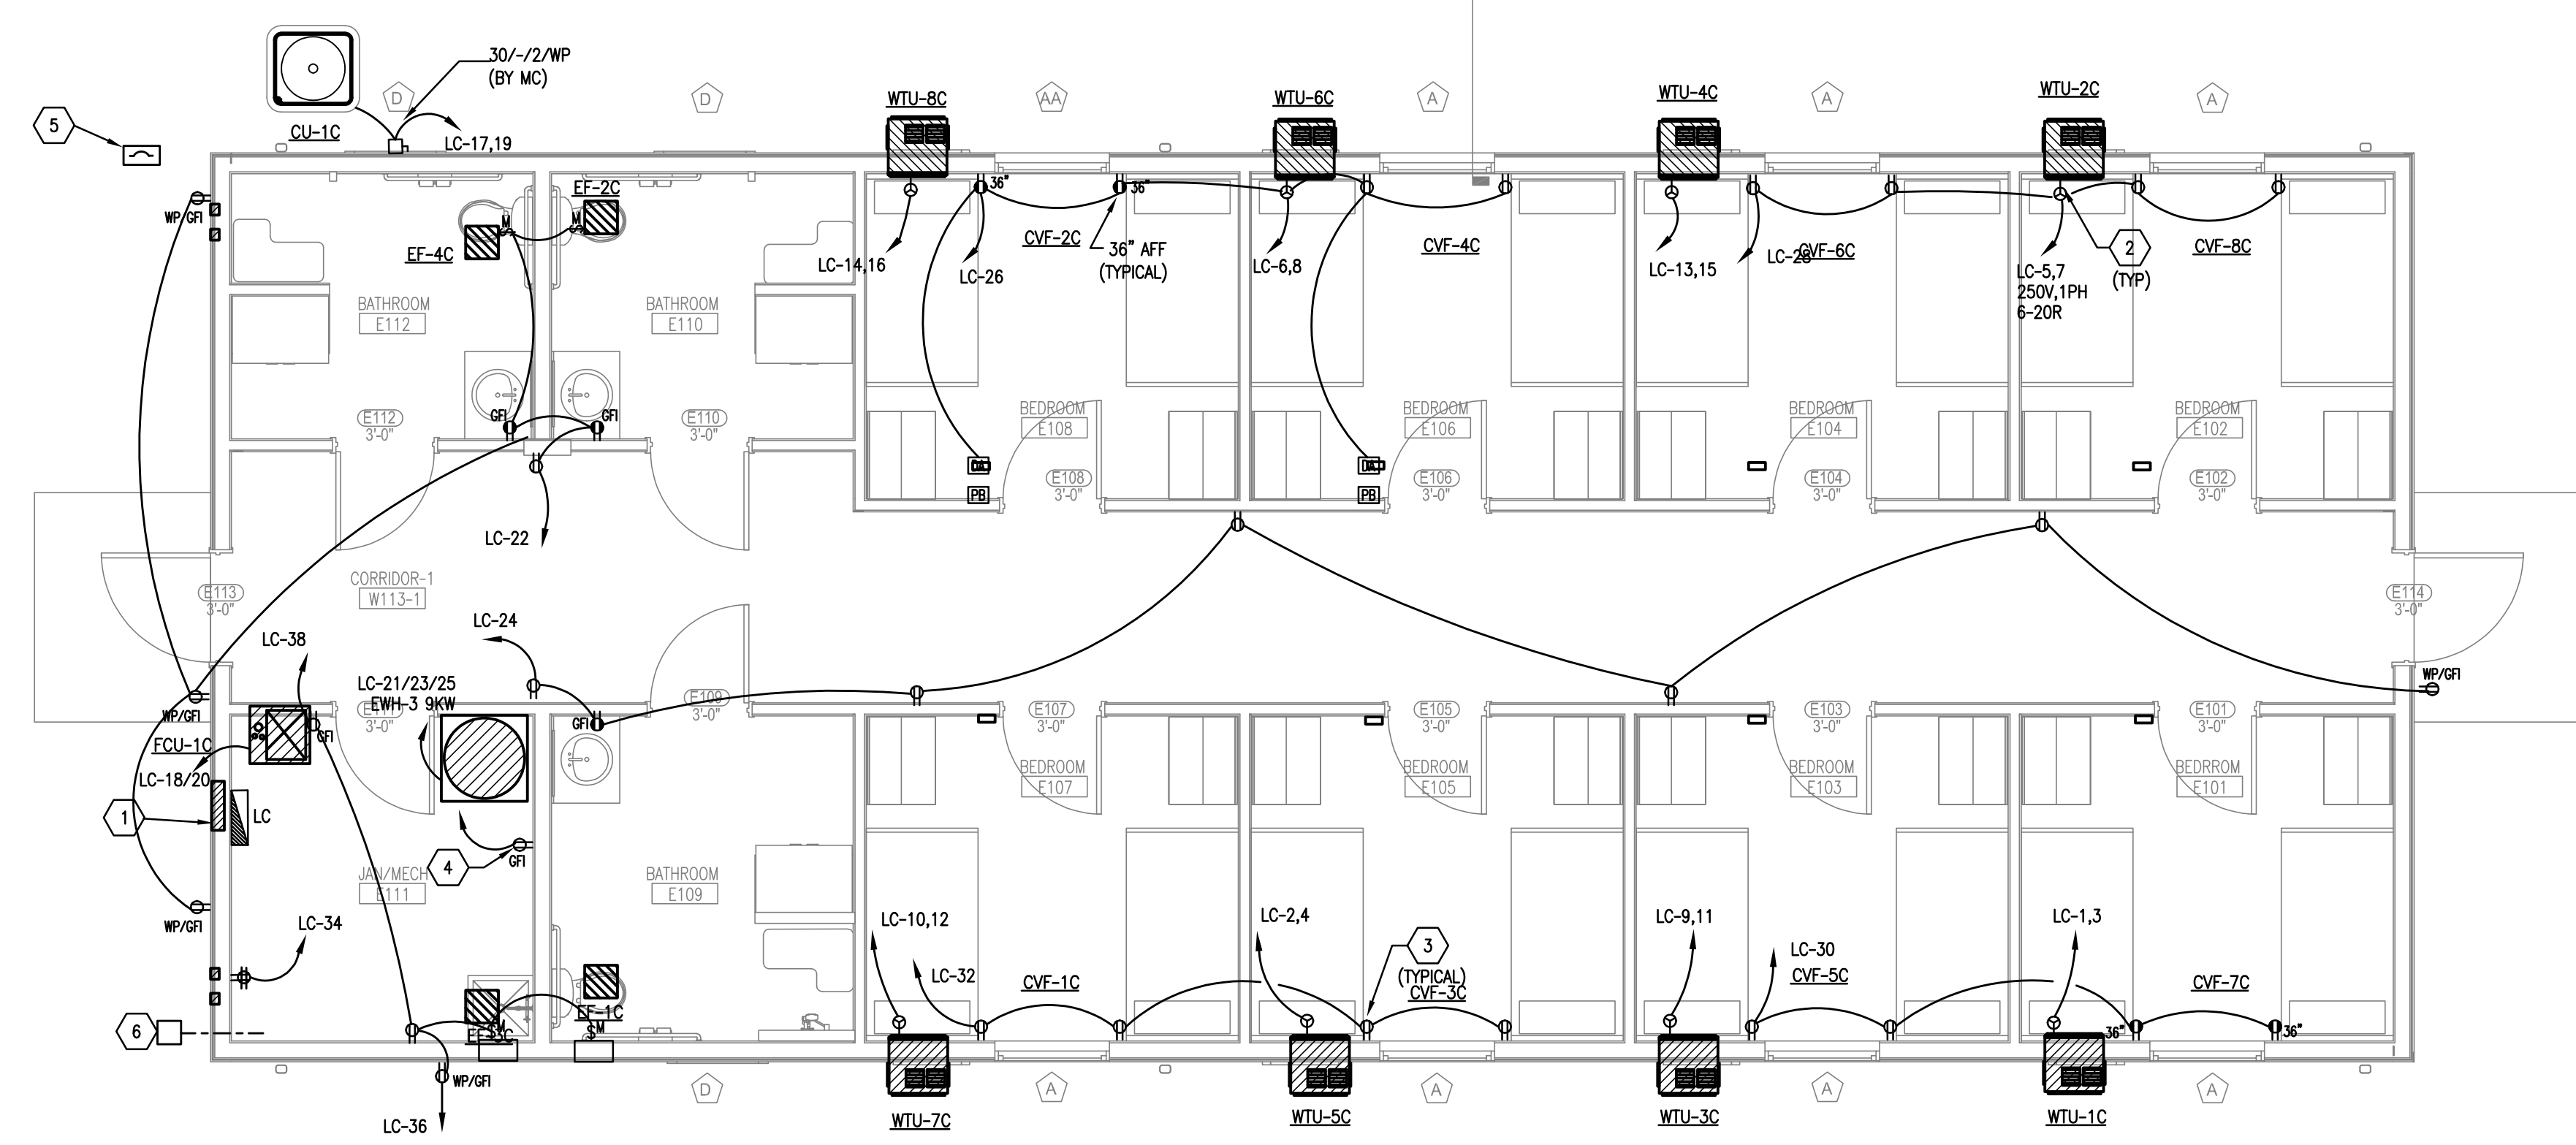 30/-/2/WP
(BY MC)
D
D
WTU-8C
AA
WTU-6C
A
WTU-4C
A
WTU-2C
A
5
CU-1C
LC-17,19
WP/GFI
EF-2C
M
S
M
S
EF-4C
36"
36"
CVF-2C
36" AFF
(TYPICAL)
LC-14,16
LC-26
CVF-4C
LC-6,8
LC-13,15
LC-28
CVF-6C
2
(TYP)
CVF-8C
LC-5,7
250V,1PH
6-20R
BATHROOM
E112
BATHROOM
E110
GFI
GFI
E112
3'-0"
E110
3'-0"
BEDROOM
E108
BEDROOM
E106
BEDROOM
E104
BEDROOM
E102
DA
PB
E108
3'-0"
DA
PB
E106
3'-0"
E104
3'-0"
E102
3'-0"
LC-22
CORRIDOR-1
W113-1
E113
3'-0"
E114
3'-0"
LC-24
LC-38
LC-21/23/25
EWH-3 9KW
WP/GFI
WP/GFI
3'-0"
E109
3'-0"
GFI
GFI
FCU-1C
LC-18/20
E107
3'-0"
E105
3'-0"
E103
3'-0"
E101
3'-0"
BEDROOM
E107
BEDROOM
E105
BEDROOM
E103
BEDRROM
E101
1
LC
4
GFI
JAN/MECH
E111
BATHROOM
E109
WP/GFI
LC-34
LC-10,12
LC-32
CVF-1C
LC-2,4
3
(TYPICAL)
CVF-3C
LC-9,11
LC-30
CVF-5C
LC-1,3
CVF-7C
6
EF-1C
M
S
M
S
36"
36"
WP/GFI
LC-36
D
WTU-7C
A
WTU-5C
A
WTU-3C
A
WTU-1C
A